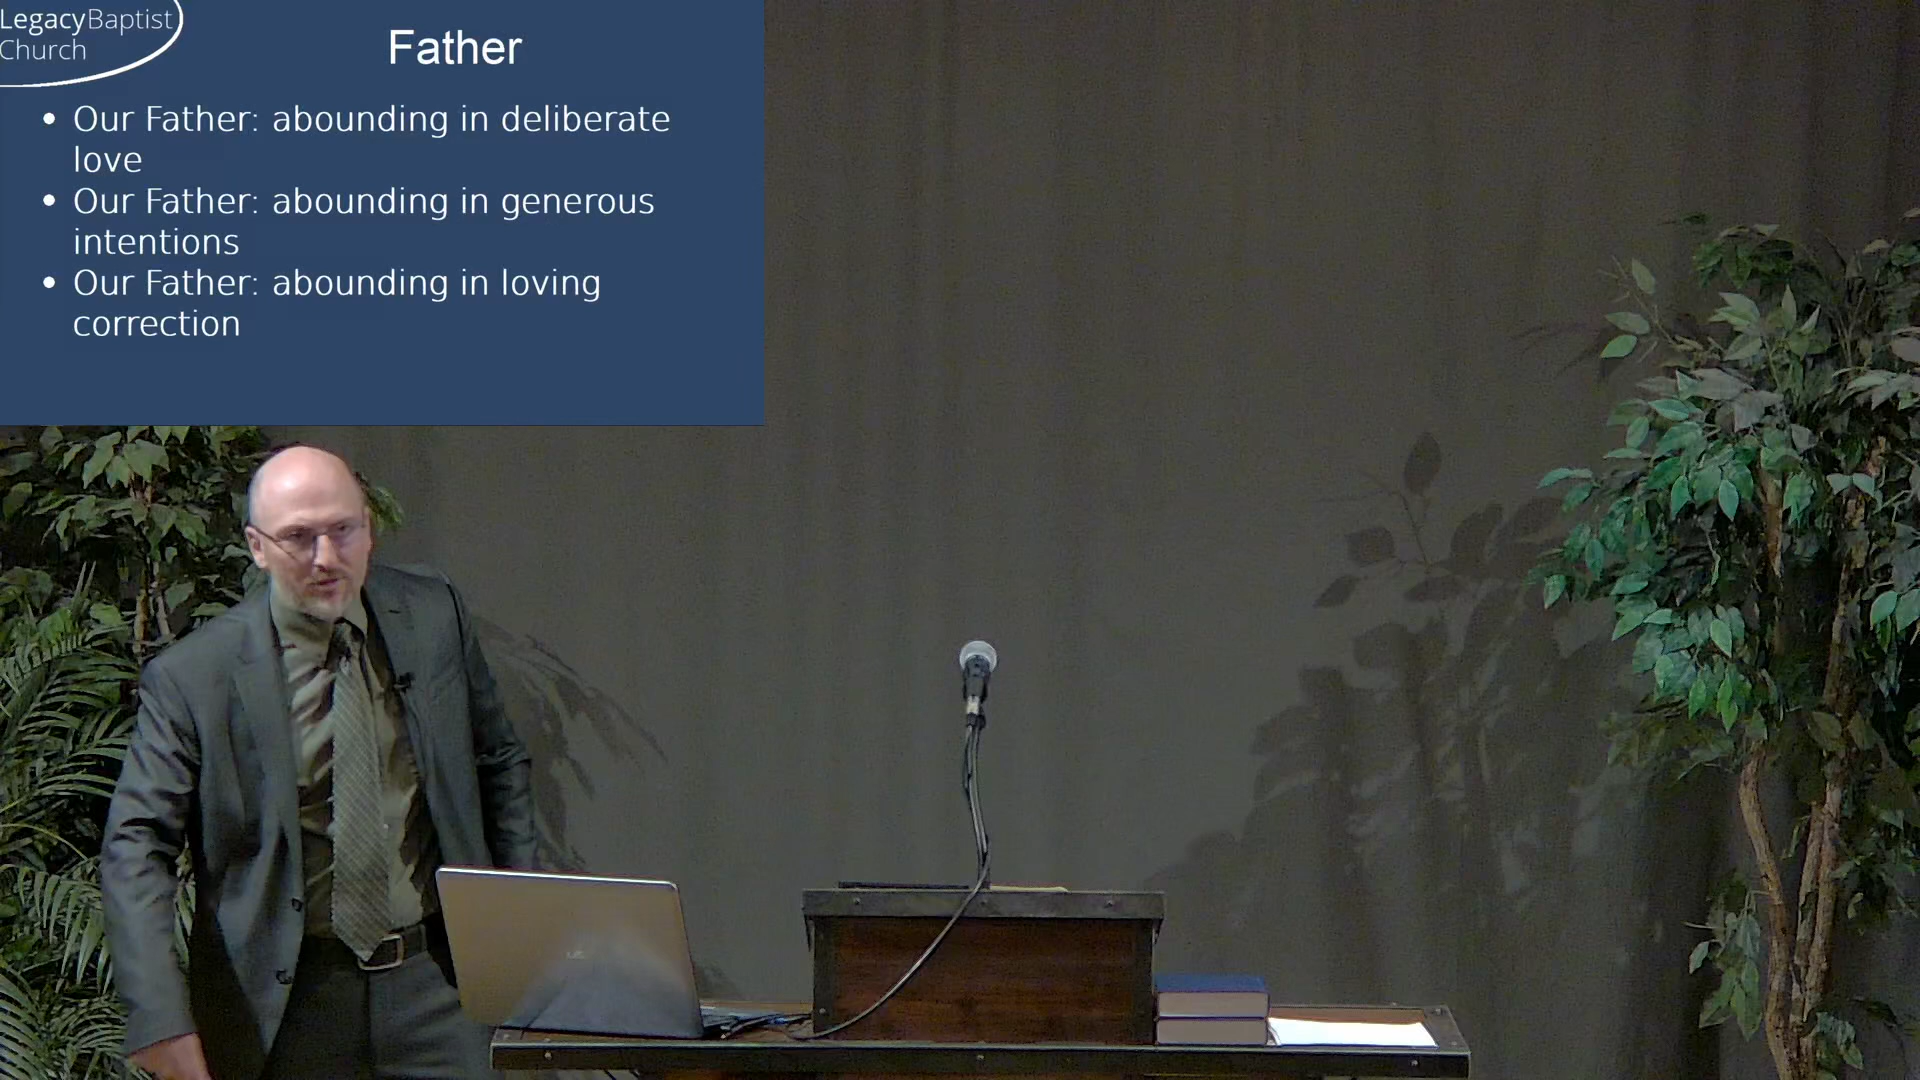 LegacyBaptist
Church
Father
• Our Father: abounding in deliberate
love
• Our Father: abounding in generous
intentions
• Our Father: abounding in loving
correction